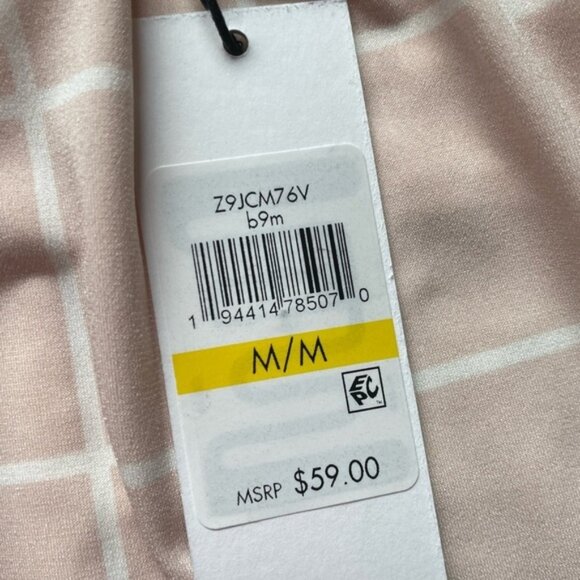 Z9JCM76V
b9m
1 94414 78507 0
M/M
EPC
MSRP $59.00